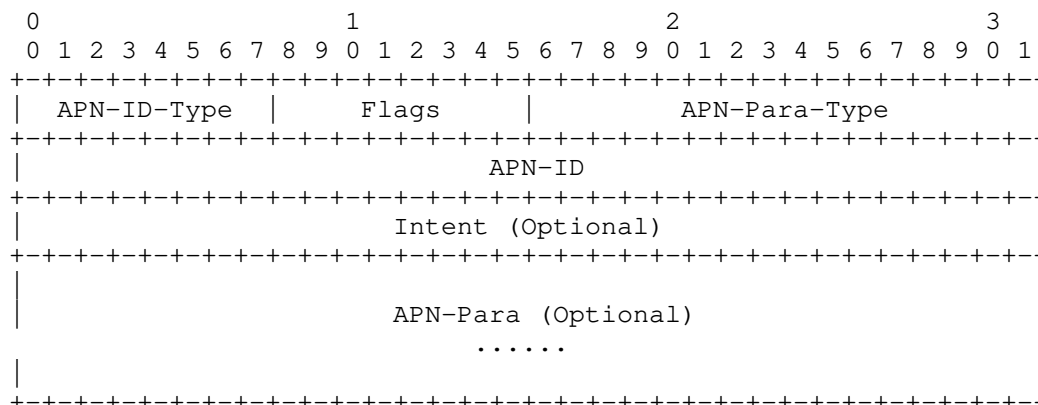 0                   1                   2                   3
 0 1 2 3 4 5 6 7 8 9 0 1 2 3 4 5 6 7 8 9 0 1 2 3 4 5 6 7 8 9 0 1
+-+-+-+-+-+-+-+-+-+-+-+-+-+-+-+-+-+-+-+-+-+-+-+-+-+-+-+-+-+-+-+-
|  APN-ID-Type  |     Flags     |         APN-Para-Type
+-+-+-+-+-+-+-+-+-+-+-+-+-+-+-+-+-+-+-+-+-+-+-+-+-+-+-+-+-+-+-+-
|                             APN-ID
+-+-+-+-+-+-+-+-+-+-+-+-+-+-+-+-+-+-+-+-+-+-+-+-+-+-+-+-+-+-+-+-
|                       Intent (Optional)
+-+-+-+-+-+-+-+-+-+-+-+-+-+-+-+-+-+-+-+-+-+-+-+-+-+-+-+-+-+-+-+-
|
|                       APN-Para (Optional)
                             ......
|
+-+-+-+-+-+-+-+-+-+-+-+-+-+-+-+-+-+-+-+-+-+-+-+-+-+-+-+-+-+-+-+-